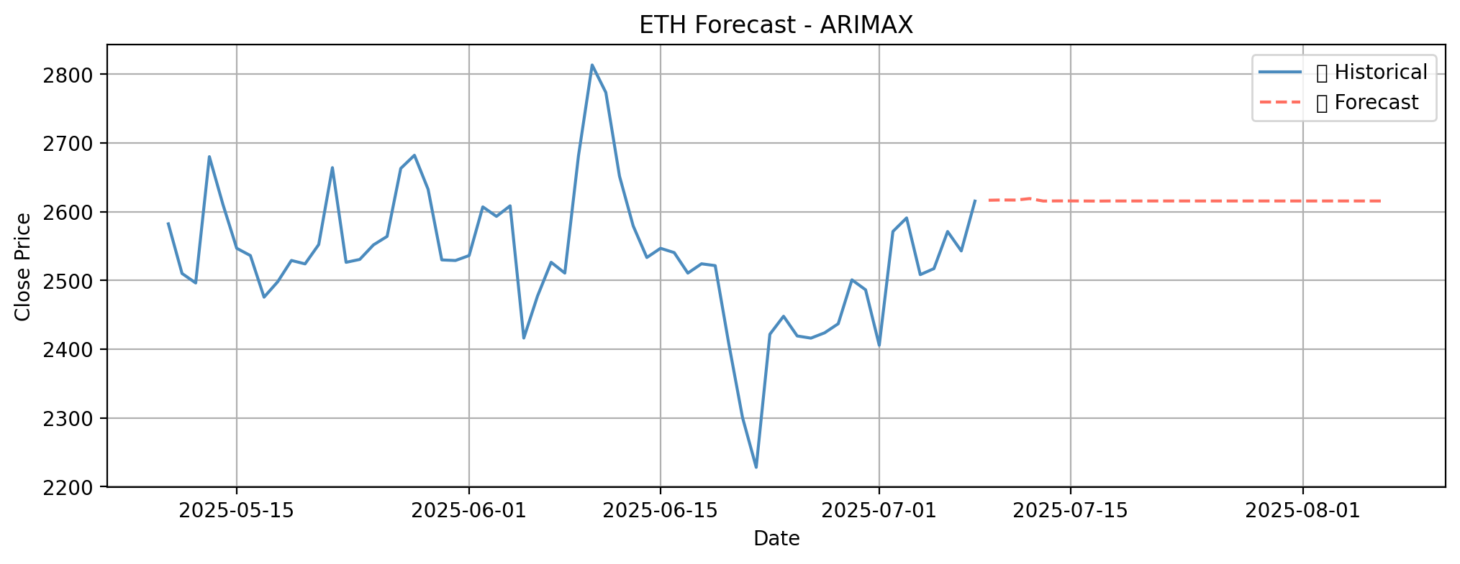 ETH Forecast - ARIMAX
▯ Historical
▯ Forecast
Close Price
2800
2700
2600
2500
2400
2300
2200
2025-05-15 2025-06-01 2025-06-15 2025-07-01 2025-07-15 2025-08-01
Date